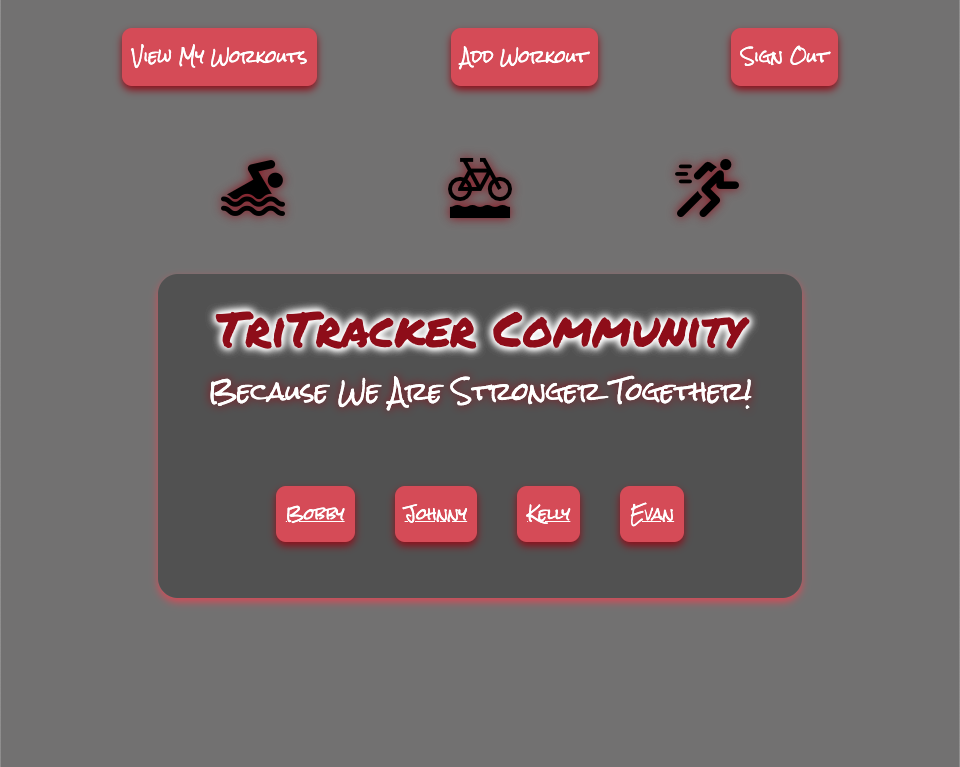 View My Workouts
Add Workout
Sign Out
TriTracker Community
Because We Are Stronger Together!
Bobby
Johnny
Kelly
Evan